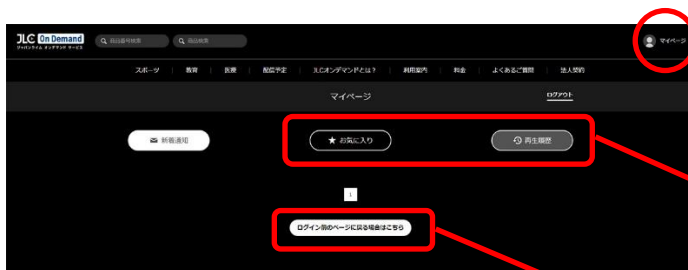 JLC On Demand
ジャパンライム オンデマンド サービス
商品番号検索
商品検索
マイページ
スポーツ
教育
医療
配信予定
JLCオンデマンドとは？
利用案内
料金
よくあるご質問
法人契約
マイページ
ログアウト
新着通知
★ お気に入り
再生履歴
1
ログイン前のページに戻る場合はこちら